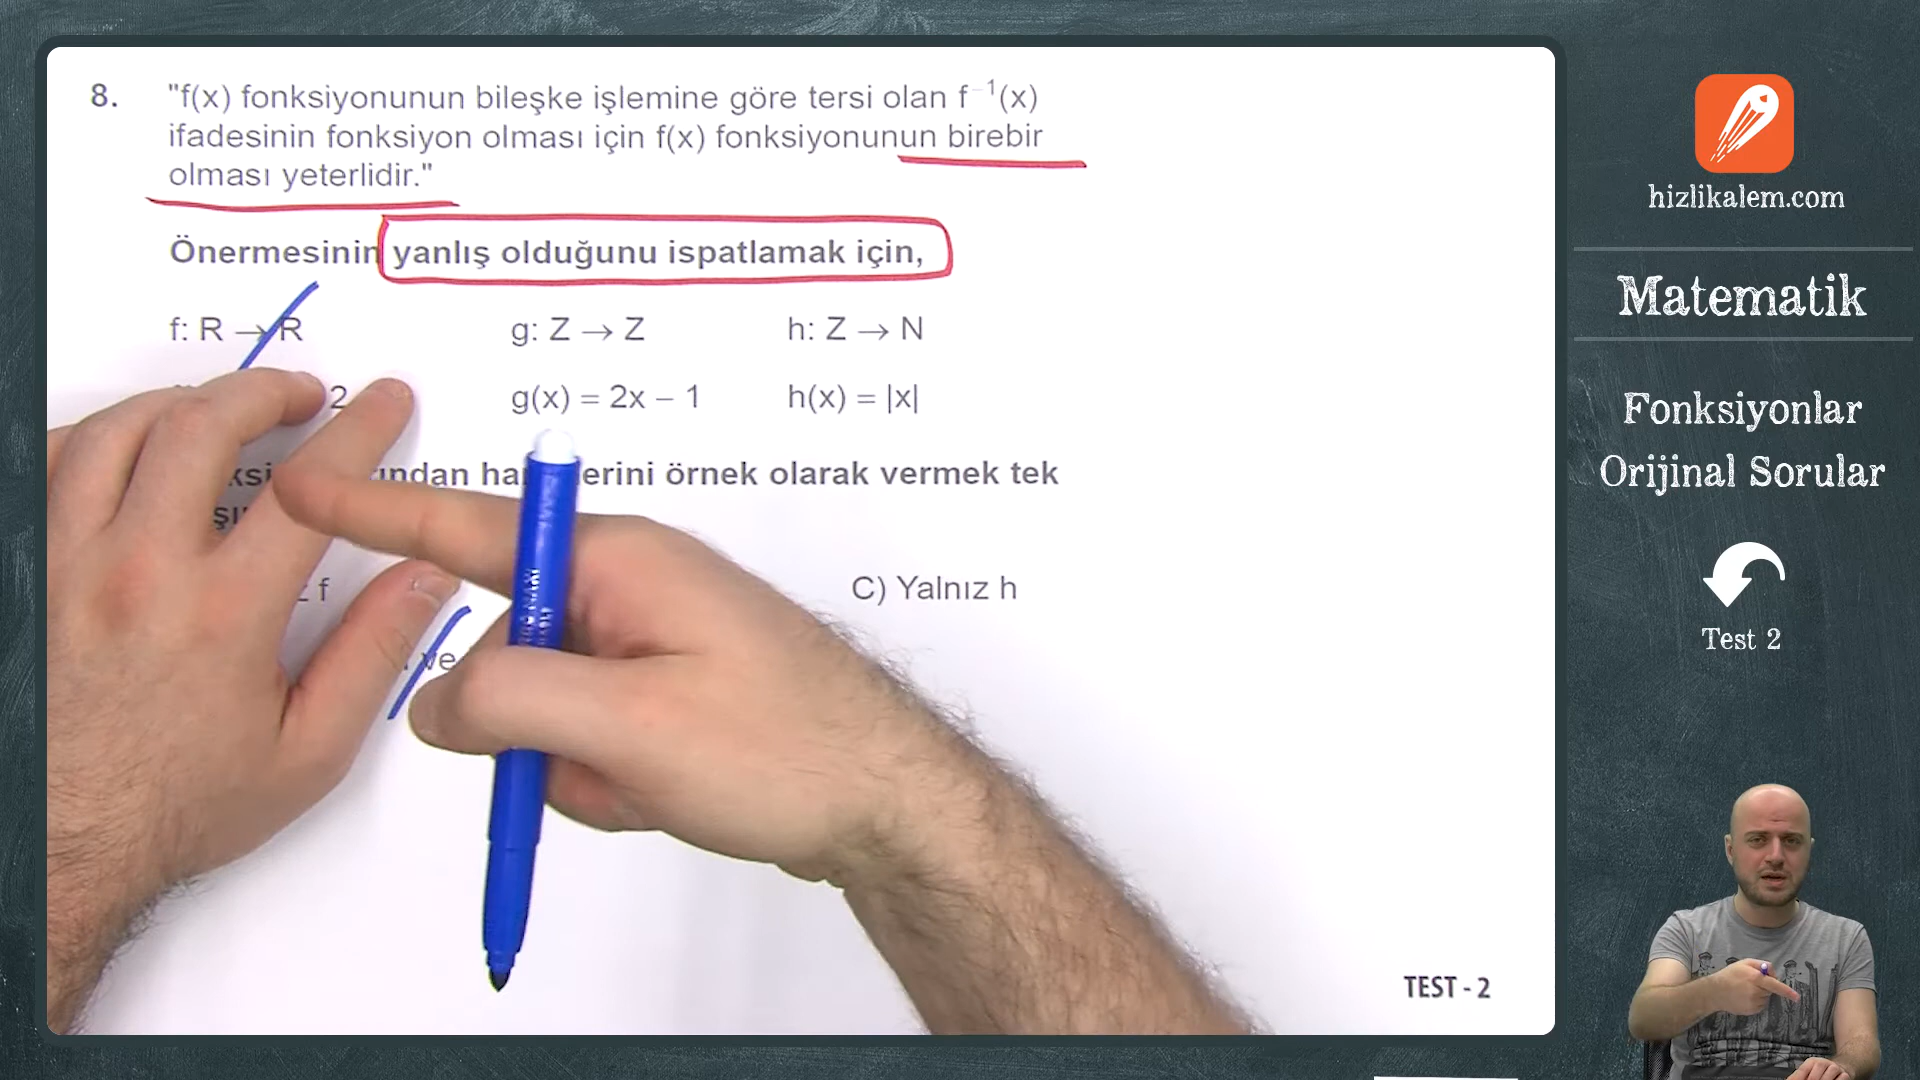 8. "f(x) fonksiyonunun bileşke işlemine göre tersi olan f⁻¹(x)
ifadesinin fonksiyon olması için f(x) fonksiyonunun birebir
olması yeterlidir."
Önermesinin yanlış olduğunu ispatlamak için,
f: R → R g: Z → Z h: Z → N
2 g(x) = 2x – 1 h(x) = |x|
örnek olarak vermek tek
f C) Yalnız h
ve
TEST - 2
hizlikalem.com
Matematik
Fonksiyonlar
Orijinal Sorular
Test 2